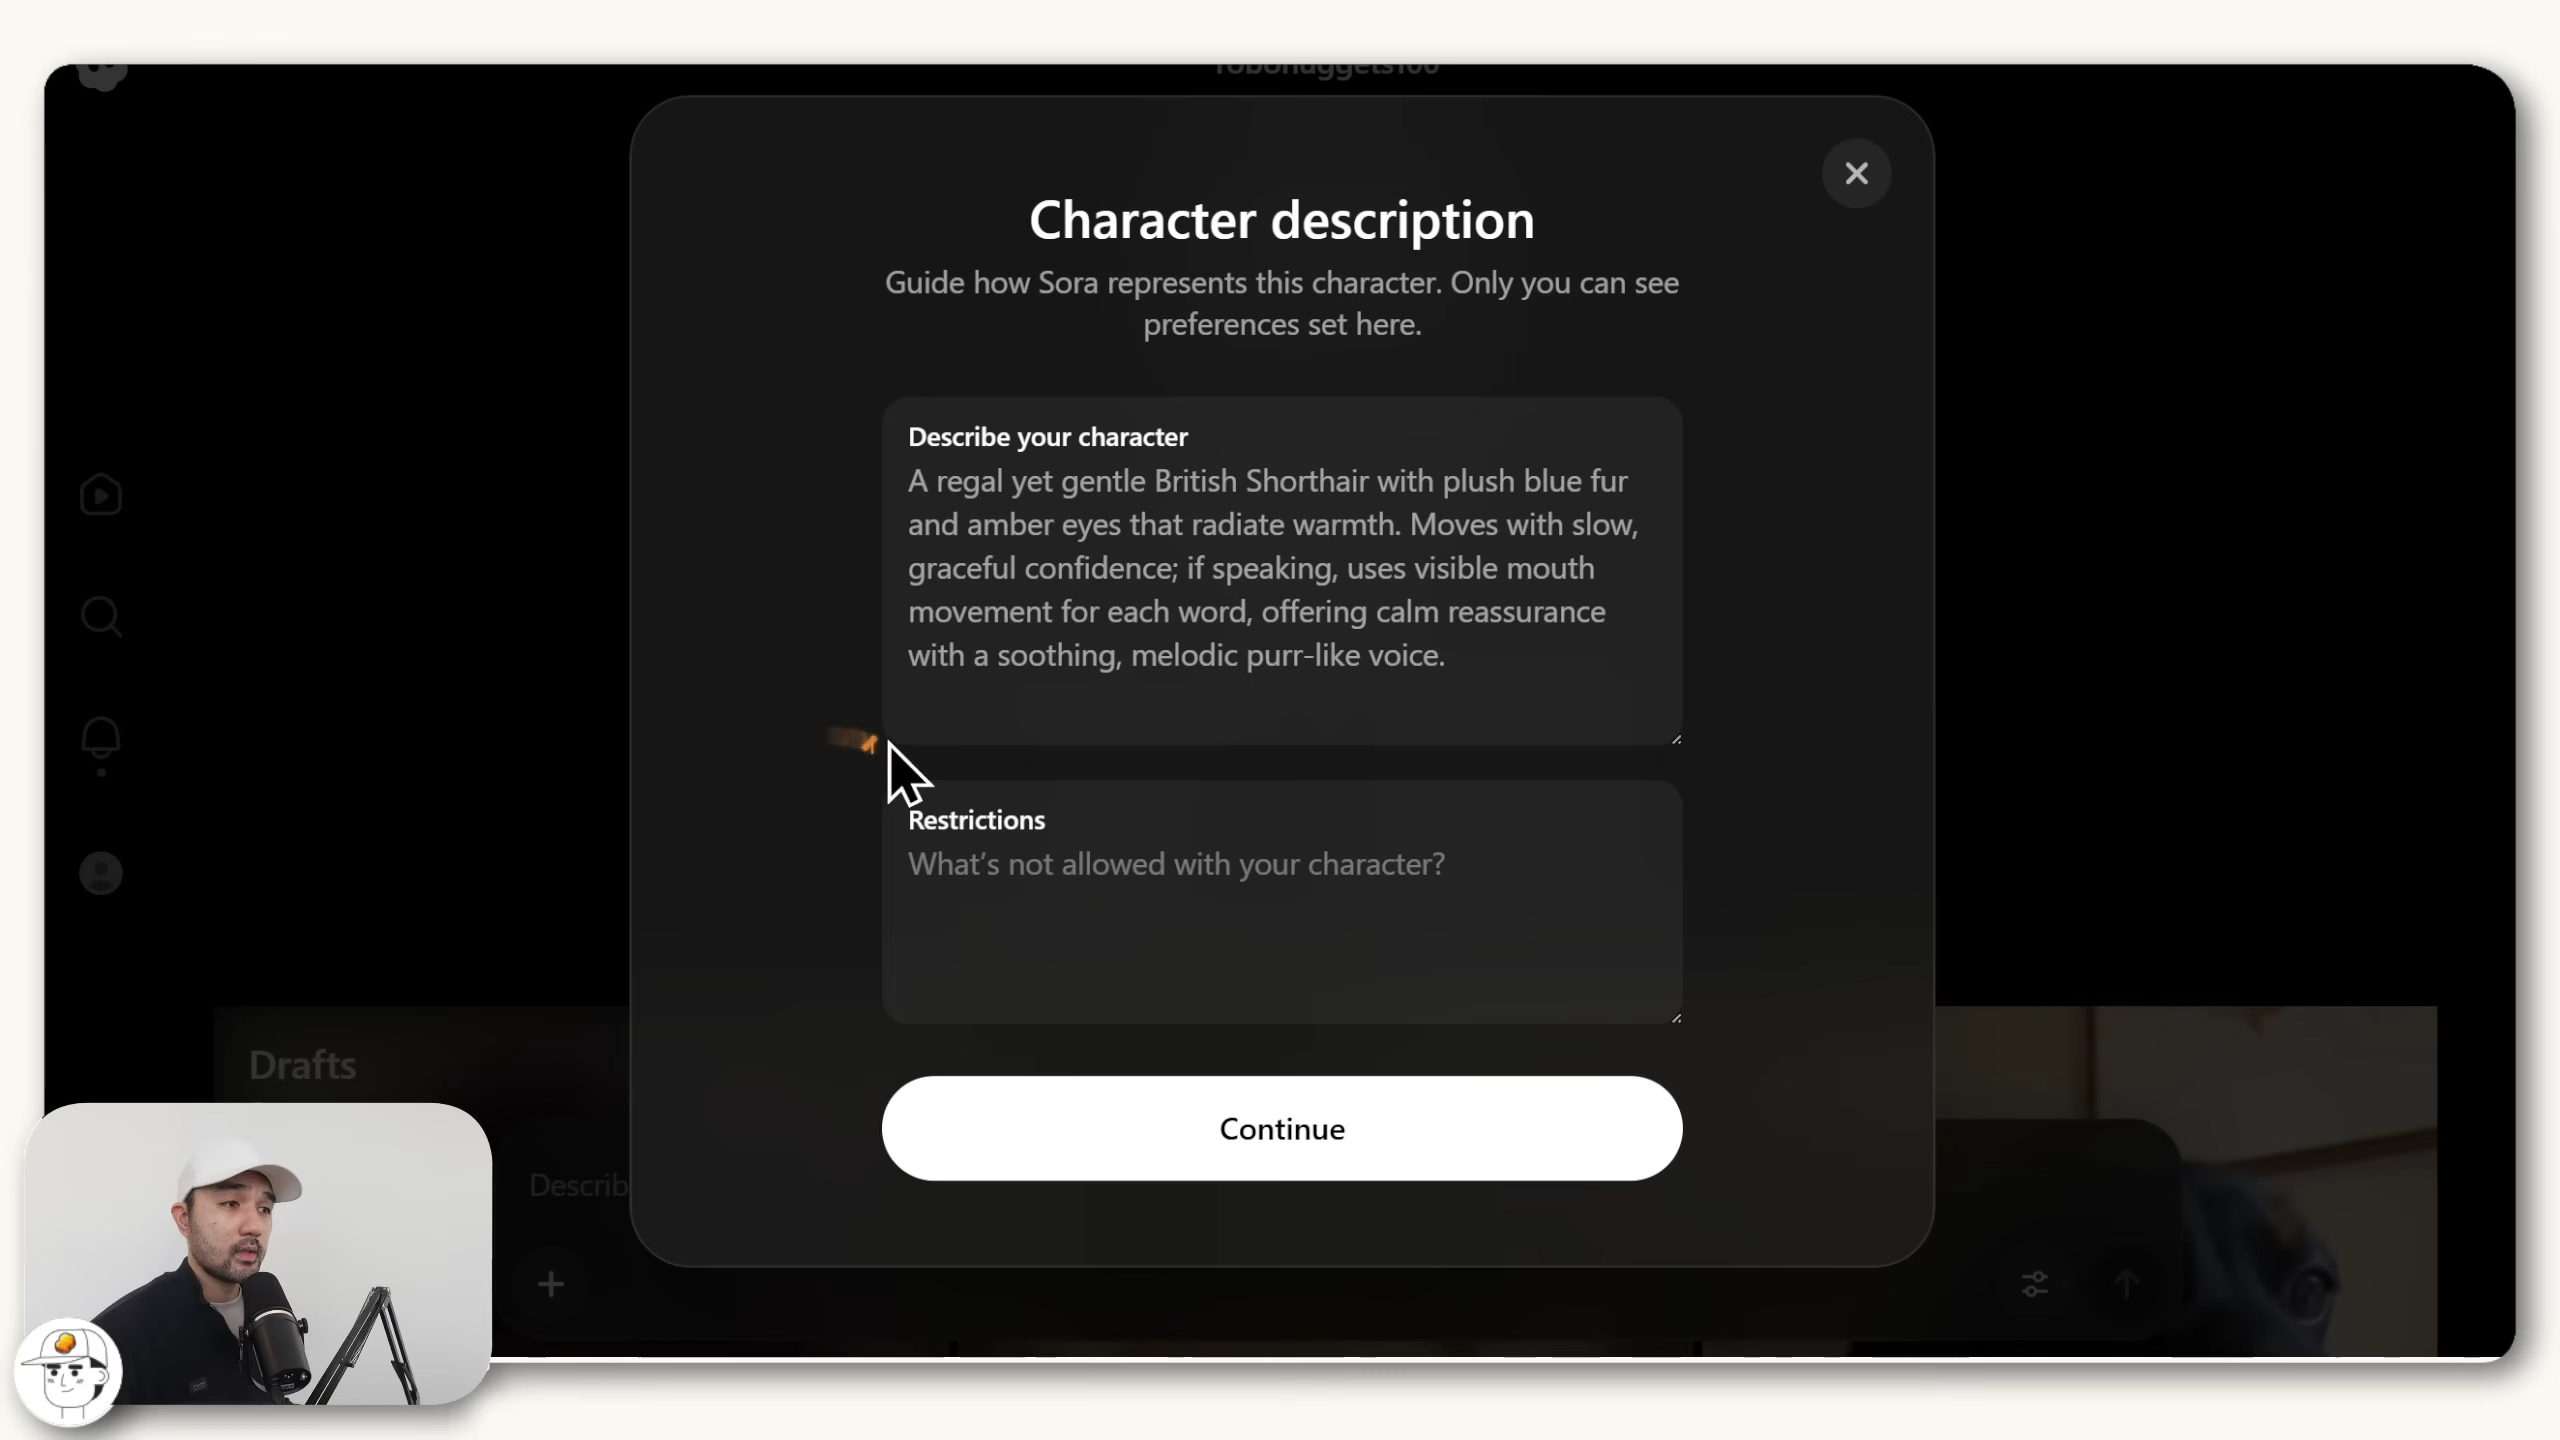 robonuggets100
Character description
Guide how Sora represents this character. Only you can see
preferences set here.
Describe your character
A regal yet gentle British Shorthair with plush blue fur
and amber eyes that radiate warmth. Moves with slow,
graceful confidence; if speaking, uses visible mouth
movement for each word, offering calm reassurance
with a soothing, melodic purr-like voice.
Restrictions
What's not allowed with your character?
Continue
Drafts
Describ